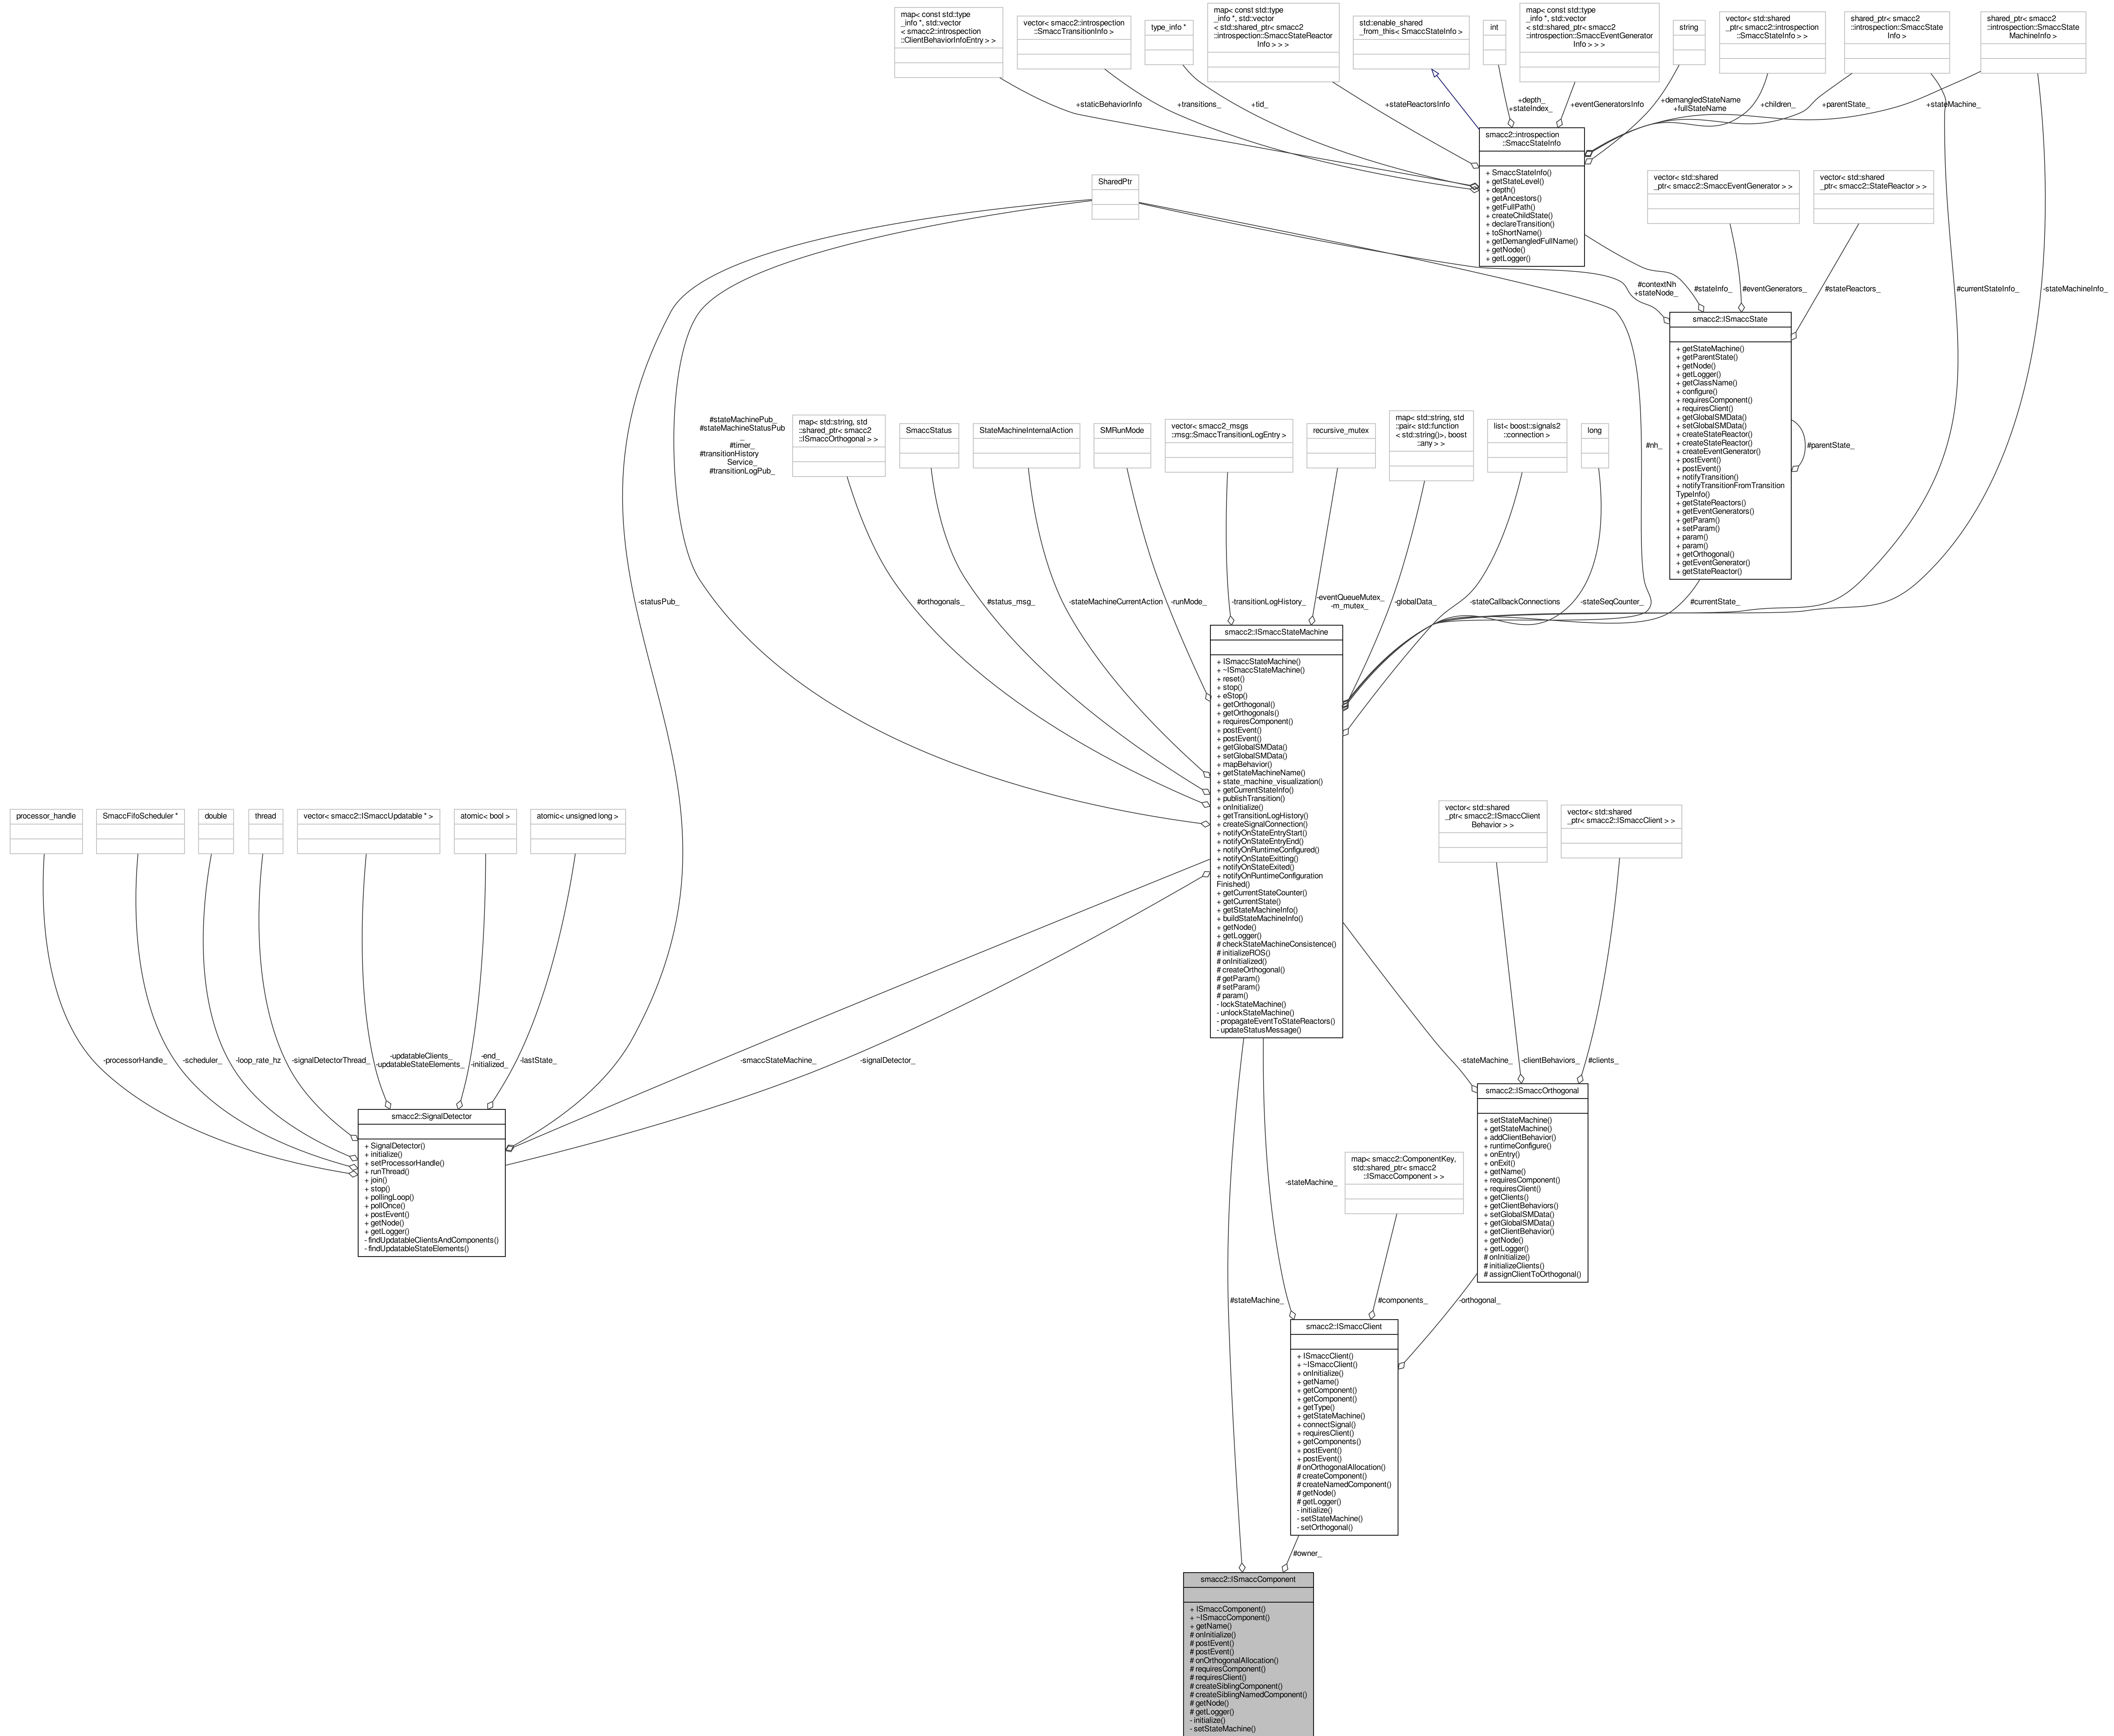 map< const std::type
_info *, std::vector
< smacc2::introspection
::ClientBehaviorInfoEntry > >
vector< smacc2::introspection
::SmaccTransitionInfo >
type_info *
map< const std::type
_info *, std::vector
< std::shared_ptr< smacc2
::introspection::SmaccStateReactor
Info > > >
std::enable_shared
_from_this< SmaccStateInfo >
int
map< const std::type
_info *, std::vector
< std::shared_ptr< smacc2
::introspection::SmaccEventGenerator
Info > > >
string
vector< std::shared
_ptr< smacc2::introspection
::SmaccStateInfo > >
shared_ptr< smacc2
::introspection::SmaccState
Info >
shared_ptr< smacc2
::introspection::SmaccState
MachineInfo >
+staticBehaviorInfo
+transitions_
+tid_
+stateReactorsInfo
+depth_
+stateIndex_
+eventGeneratorsInfo
+demangledStateName
+fullStateName
+children_
+parentState_
+stateMachine_
smacc2::introspection
::SmaccStateInfo
+ SmaccStateInfo()
+ getStateLevel()
+ depth()
+ getAncestors()
+ getFullPath()
+ createChildState()
+ declareTransition()
+ toShortName()
+ getDemangledFullName()
+ getNode()
+ getLogger()
SharedPtr
vector< std::shared
_ptr< smacc2::SmaccEventGenerator > >
vector< std::shared
_ptr< smacc2::StateReactor > >
#contextNh
+stateNode_
#stateInfo_
#eventGenerators_
#stateReactors_
#currentStateInfo_
-stateMachineInfo_
smacc2::ISmaccState
+ getStateMachine()
+ getParentState()
+ getNode()
+ getLogger()
+ getClassName()
+ configure()
+ requiresComponent()
+ requiresClient()
+ getGlobalSMData()
+ setGlobalSMData()
+ createStateReactor()
+ createStateReactor()
+ createEventGenerator()
+ postEvent()
+ postEvent()
+ notifyTransition()
+ notifyTransitionFromTransition
TypeInfo()
+ getStateReactors()
+ getEventGenerators()
+ getParam()
+ setParam()
+ param()
+ param()
+ getOrthogonal()
+ getEventGenerator()
+ getStateReactor()
#parentState_
#stateMachinePub_
#stateMachineStatusPub
_
#timer_
#transitionHistory
Service_
#transitionLogPub_
map< std::string, std
::shared_ptr< smacc2
::ISmaccOrthogonal > >
SmaccStatus
StateMachineInternalAction
SMRunMode
vector< smacc2_msgs
::msg::SmaccTransitionLogEntry >
recursive_mutex
map< std::string, std
::pair< std::function
< std::string()>, boost
::any > >
list< boost::signals2
::connection >
long
#nh_
-statusPub_
#orthogonals_
#status_msg_
-stateMachineCurrentAction
-runMode_
-transitionLogHistory_
-eventQueueMutex_
-m_mutex_
-globalData_
-stateCallbackConnections
-stateSeqCounter_
#currentState_
smacc2::ISmaccStateMachine
+ ISmaccStateMachine()
+ ~ISmaccStateMachine()
+ reset()
+ stop()
+ eStop()
+ getOrthogonal()
+ getOrthogonals()
+ requiresComponent()
+ postEvent()
+ postEvent()
+ getGlobalSMData()
+ setGlobalSMData()
+ mapBehavior()
+ getStateMachineName()
+ state_machine_visualization()
+ getCurrentStateInfo()
+ publishTransition()
+ onInitialize()
+ getTransitionLogHistory()
+ createSignalConnection()
+ notifyOnStateEntryStart()
+ notifyOnStateEntryEnd()
+ notifyOnRuntimeConfigured()
+ notifyOnStateExitting()
+ notifyOnStateExited()
+ notifyOnRuntimeConfiguration
Finished()
+ getCurrentStateCounter()
+ getCurrentState()
+ getStateMachineInfo()
+ buildStateMachineInfo()
+ getNode()
+ getLogger()
# checkStateMachineConsistence()
# initializeROS()
# onInitialized()
# createOrthogonal()
# getParam()
# setParam()
# param()
- lockStateMachine()
- unlockStateMachine()
- propagateEventToStateReactors()
- updateStatusMessage()
processor_handle
SmaccFifoScheduler *
double
thread
vector< smacc2::ISmaccUpdatable * >
atomic< bool >
atomic< unsigned long >
vector< std::shared
_ptr< smacc2::ISmaccClient
Behavior > >
vector< std::shared
_ptr< smacc2::ISmaccClient > >
-processorHandle_
-scheduler_
-loop_rate_hz
-signalDetectorThread_
-updatableClients_
-updatableStateElements_
-end_
-initialized_
-lastState_
-smaccStateMachine_
-signalDetector_
-stateMachine_
-clientBehaviors_
#clients_
smacc2::SignalDetector
+ SignalDetector()
+ initialize()
+ setProcessorHandle()
+ runThread()
+ join()
+ stop()
+ pollingLoop()
+ pollOnce()
+ postEvent()
+ getNode()
+ getLogger()
- findUpdatableClientsAndComponents()
- findUpdatableStateElements()
smacc2::ISmaccOrthogonal
+ setStateMachine()
+ getStateMachine()
+ addClientBehavior()
+ runtimeConfigure()
+ onEntry()
+ onExit()
+ getName()
+ requiresComponent()
+ requiresClient()
+ getClients()
+ getClientBehaviors()
+ setGlobalSMData()
+ getGlobalSMData()
+ getClientBehavior()
+ getNode()
+ getLogger()
# onInitialize()
# initializeClients()
# assignClientToOrthogonal()
map< smacc2::ComponentKey,
std::shared_ptr< smacc2
::ISmaccComponent > >
-stateMachine_
#stateMachine_
#components_
-orthogonal_
smacc2::ISmaccClient
+ ISmaccClient()
+ ~ISmaccClient()
+ onInitialize()
+ getName()
+ getComponent()
+ getComponent()
+ getType()
+ getStateMachine()
+ connectSignal()
+ requiresClient()
+ getComponents()
+ postEvent()
+ postEvent()
# onOrthogonalAllocation()
# createComponent()
# createNamedComponent()
# getNode()
# getLogger()
- initialize()
- setStateMachine()
- setOrthogonal()
#owner_
smacc2::ISmaccComponent
+ ISmaccComponent()
+ ~ISmaccComponent()
+ getName()
# onInitialize()
# postEvent()
# postEvent()
# onOrthogonalAllocation()
# requiresComponent()
# requiresClient()
# createSiblingComponent()
# createSiblingNamedComponent()
# getNode()
# getLogger()
- initialize()
- setStateMachine()